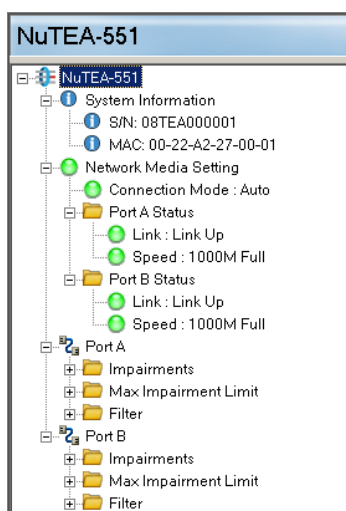 NuTEA-551
NuTEA-551
System Information
S/N: 08TEA000001
MAC: 00-22-A2-27-00-01
Network Media Setting
Connection Mode : Auto
Port A Status
Link : Link Up
Speed : 1000M Full
Port B Status
Link : Link Up
Speed : 1000M Full
Port A
Impairments
Max Impairment Limit
Filter
Port B
Impairments
Max Impairment Limit
Filter